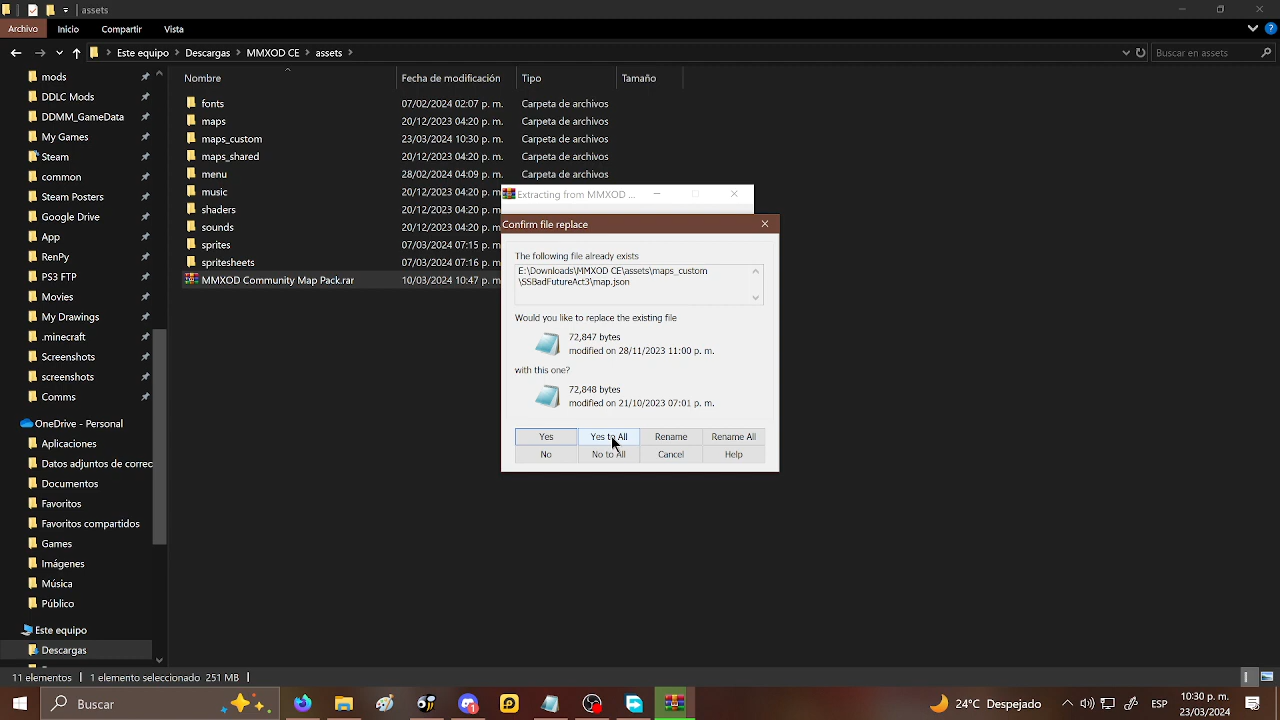 assets
Archivo Inicio Compartir Vista
Este equipo Descargas MMXOD CE assets Buscar en assets
Nombre Fecha de modificación Tipo Tamaño
mods
DDLC Mods
DDMM_GameData
My Games
Steam
common
Steam Posters
Google Drive
App
RenPy
PS3 FTP
Movies
My Drawings
.minecraft
Screenshots
screenshots
Comms
OneDrive - Personal
Aplicaciones
Datos adjuntos de correc
Documentos
Favoritos
Favoritos compartidos
Games
Imágenes
Música
Público
Este equipo
Descargas
fonts 07/02/2024 02:07 p. m. Carpeta de archivos
maps 20/12/2023 04:20 p. m. Carpeta de archivos
maps_custom 23/03/2024 10:30 p. m. Carpeta de archivos
maps_shared 20/12/2023 04:20 p. m. Carpeta de archivos
menu 28/02/2024 04:09 p. m. Carpeta de archivos
music 20/12/2023 04:20 p. m.
shaders 20/12/2023 04:20 p. m.
sounds 20/12/2023 04:20 p. m.
sprites 07/03/2024 07:15 p. m.
spritesheets 07/03/2024 07:16 p. m.
MMXOD Community Map Pack.rar 10/03/2024 10:47 p. m.
Extracting from MMXOD ...
Confirm file replace
The following file already exists
E:\Downloads\MMXOD CE\assets\maps_custom
\SSBadFutureAct3\map.json
Would you like to replace the existing file
72,847 bytes
modified on 28/11/2023 11:00 p. m.
with this one?
72,848 bytes
modified on 21/10/2023 07:01 p. m.
Yes Yes to All Rename Rename All
No No to All Cancel Help
11 elementos 1 elemento seleccionado 251 MB
Buscar 24°C Despejado ESP 10:30 p. m.
23/03/2024